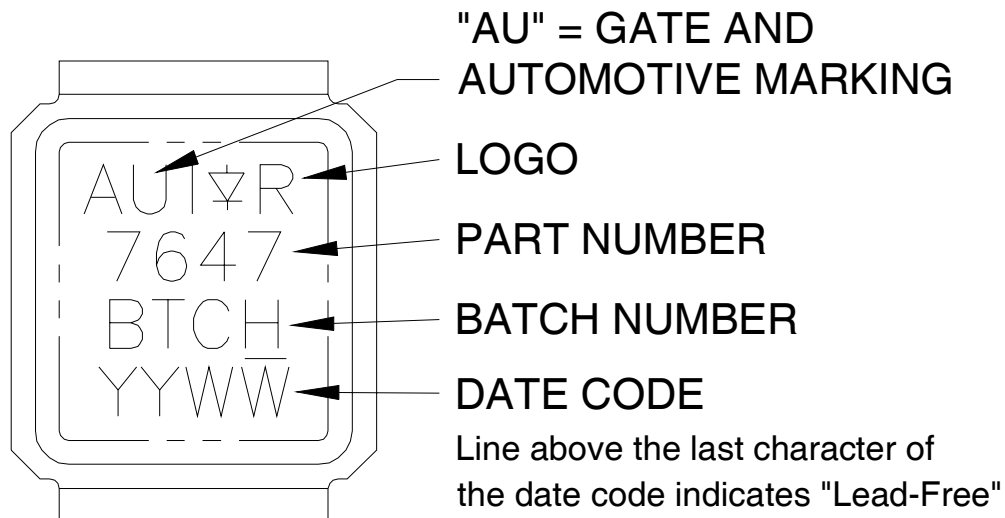 "AU" = GATE AND
AUTOMOTIVE MARKING
AUI R
LOGO
7647
PART NUMBER
BTCH
BATCH NUMBER
YYWW
DATE CODE
Line above the last character of
the date code indicates "Lead-Free"